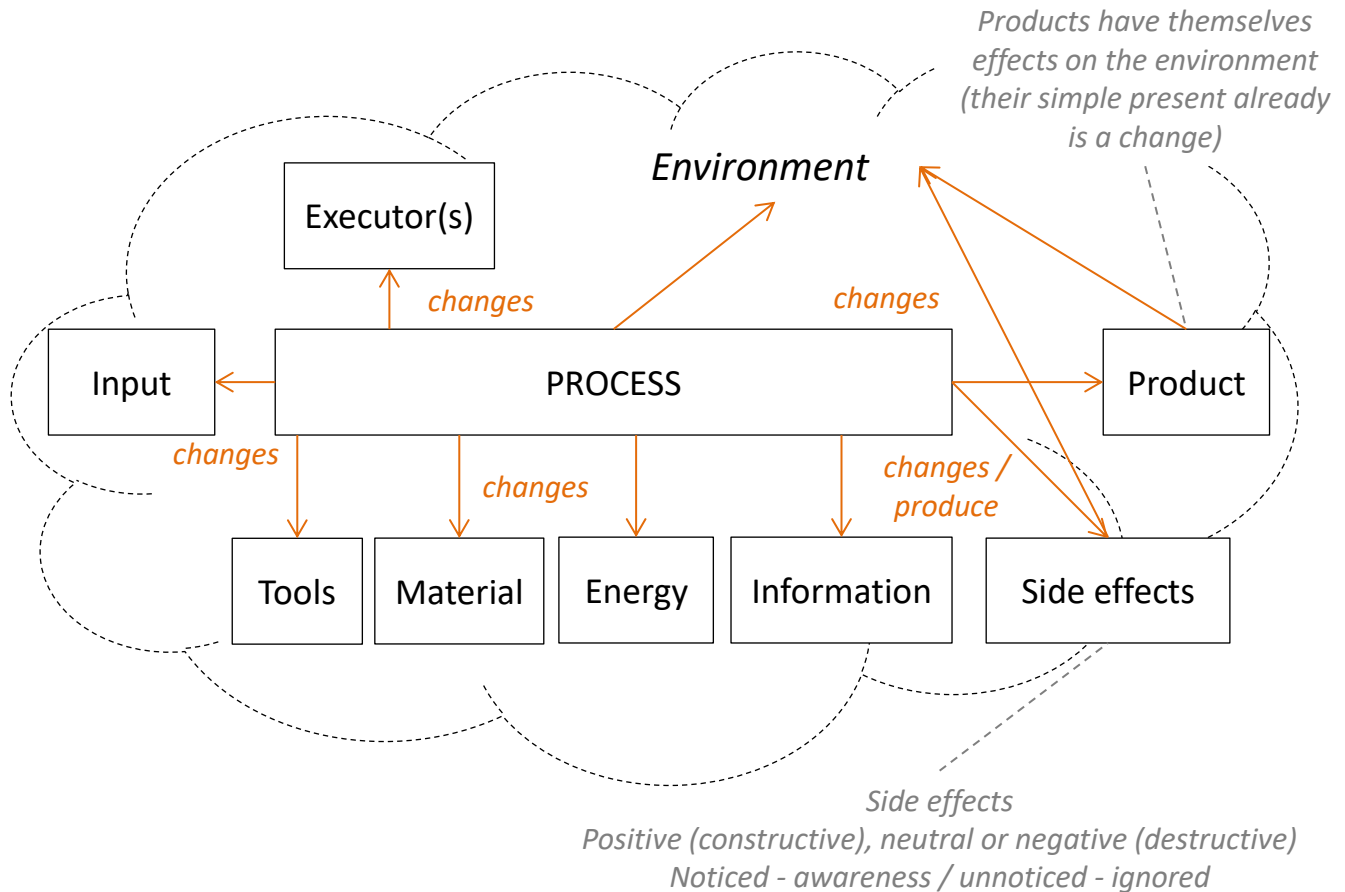 Products have themselves
effects on the environment
(their simple present already
is a change)
Environment
Executor(s)
changes
changes
Input
PROCESS
Product
changes
changes
changes /
produce
Tools
Material
Energy
Information
Side effects
Side effects
Positive (constructive), neutral or negative (destructive)
Noticed - awareness / unnoticed - ignored